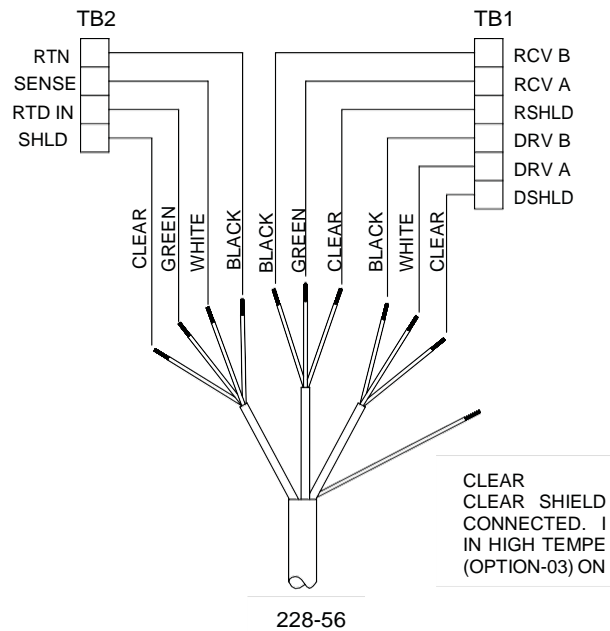 TB2
TB1
RTN
SENSE
RTD IN
SHLD
RCV B
RCV A
RSHLD
DRV B
DRV A
DSHLD
CLEAR
GREEN
WHITE
BLACK
BLACK
GREEN
CLEAR
BLACK
WHITE
CLEAR
CLEAR
CLEAR SHIELD
CONNECTED. I
IN HIGH TEMPE
(OPTION-03) ON
228-56